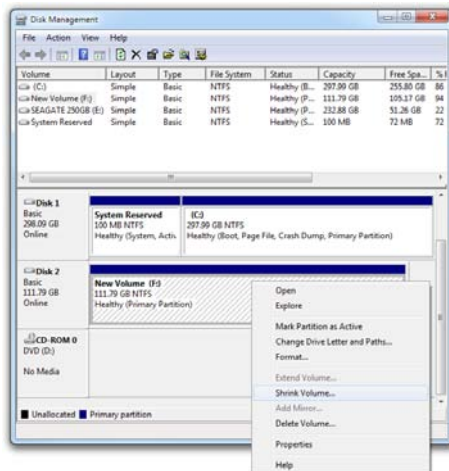 Disk Management
File Action View Help
Volume Layout Type File System Status Capacity Free Spa... % F
(C:) Simple Basic NTFS Healthy (B... 297.99 GB 255.80 GB 86
New Volume (F:) Simple Basic NTFS Healthy (P... 111.79 GB 105.17 GB 94
SEAGATE 250GB (E:) Simple Basic NTFS Healthy (P... 232.88 GB 51.26 GB 22
System Reserved Simple Basic NTFS Healthy (S... 100 MB 72 MB 72
Disk 1
Basic
298.09 GB
Online
System Reserved
100 MB NTFS
Healthy (System, Activ
(C:)
297.99 GB NTFS
Healthy (Boot, Page File, Crash Dump, Primary Partition)
Disk 2
Basic
111.79 GB
Online
New Volume (F:)
111.79 GB NTFS
Healthy (Primary Partition)
CD-ROM 0
DVD (D:)
No Media
Unallocated Primary partition
Open
Explore
Mark Partition as Active
Change Drive Letter and Paths...
Format...
Extend Volume...
Shrink Volume...
Add Mirror...
Delete Volume...
Properties
Help